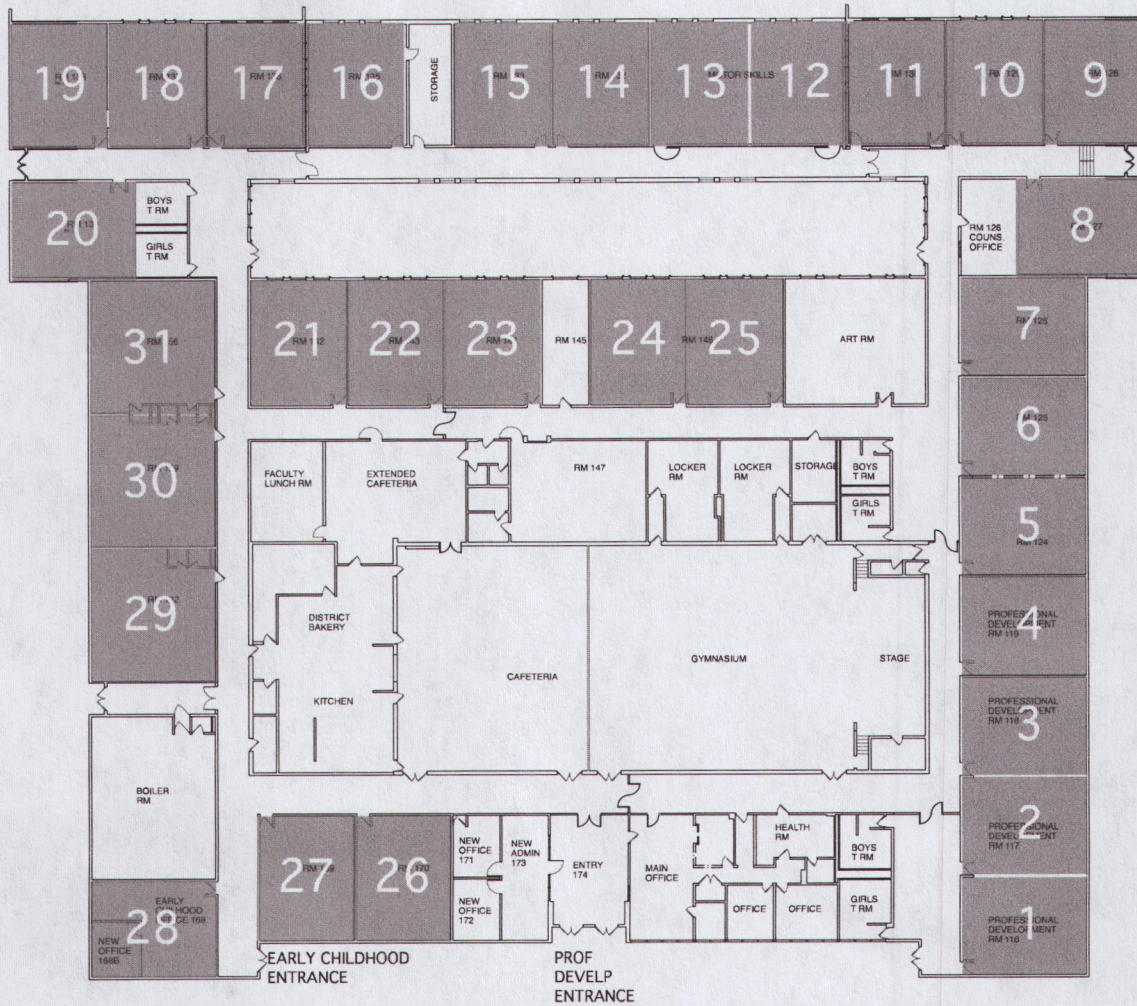 19
18
17
16
STORAGE
15
14
MOTOR SKILLS
13
12
11
10
9
20
BOYS
T RM
GIRLS
T RM
RM 126
COUNS.
OFFICE
8
31
21
22
23
RM 145
24
25
ART RM
7
RM 125
6
RM 125
30
FACULTY
LUNCH RM
EXTENDED
CAFETERIA
RM 147
LOCKER
RM
LOCKER
RM
STORAGE
BOYS
T RM
GIRLS
T RM
5
RM 124
29
DISTRICT
BAKERY
KITCHEN
CAFETERIA
GYMNASIUM
STAGE
4
PROFESSIONAL
DEVELOPMENT
RM 119
3
PROFESSIONAL
DEVELOPMENT
RM 118
BOILER
RM
2
PROFESSIONAL
DEVELOPMENT
RM 117
27
26
RM 170
NEW
OFFICE
171
NEW
OFFICE
172
NEW
ADMIN
173
ENTRY
174
MAIN
OFFICE
HEALTH
RM
OFFICE
OFFICE
BOYS
T RM
GIRLS
T RM
28
EARLY
CHILDHOOD
NEW
OFFICE
168B
1
PROFESSIONAL
DEVELOPMENT
RM 116
EARLY CHILDHOOD
ENTRANCE
PROF
DEVELP
ENTRANCE